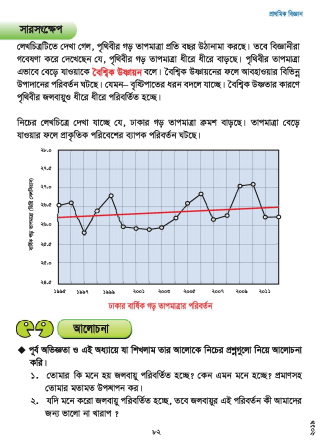 প্রাথমিক বিজ্ঞান
সারসংক্ষেপ
লেখচিত্রটিতে দেখা গেল, পৃথিবীর গড় তাপমাত্রা প্রতি বছর উঠানামা করছে। তবে বিজ্ঞানীরা
গবেষণা করে দেখেছেন যে, পৃথিবীর গড় তাপমাত্রা ধীরে ধীরে বাড়ছে। পৃথিবীর তাপমাত্রা
এভাবে বেড়ে যাওয়াকে বৈশ্বিক উষ্ণায়ন বলে। বৈশ্বিক উষ্ণায়নের ফলে আবহাওয়ার বিভিন্ন
উপাদানের পরিবর্তন ঘটছে। যেমন– বৃষ্টিপাতের ধরন বদলে যাচ্ছে। বৈশ্বিক উষ্ণতার কারণে
পৃথিবীর জলবায়ুও ধীরে ধীরে পরিবর্তিত হচ্ছে।
নিচের লেখচিত্রে দেখা যাচ্ছে যে, ঢাকার গড় তাপমাত্রা ক্রমশ বাড়ছে। তাপমাত্রা বেড়ে
যাওয়ার ফলে প্রাকৃতিক পরিবেশের ব্যাপক পরিবর্তন ঘটছে।
২৮.০
২৭.৫
২৭.০
২৬.৫
২৬.০
২৫.৫
২৫.০
২৪.৫
বার্ষিক গড় তাপমাত্রা (ডিগ্রি সেলসিয়াস)
১৯৯৫ ১৯৯৭ ১৯৯৯ ২০০১ ২০০৩ ২০০৫ ২০০৭ ২০০৯ ২০১১
ঢাকার বার্ষিক গড় তাপমাত্রার পরিবর্তন
আলোচনা
◆ পূর্ব অভিজ্ঞতা ও এই অধ্যায়ে যা শিখলাম তার আলোকে নিচের প্রশ্নগুলো নিয়ে আলোচনা
করি।
১. তোমার কি মনে হয় জলবায়ু পরিবর্তিত হচ্ছে? কেন এমন মনে হচ্ছে? প্রমাণসহ
তোমার মতামত উপস্থাপন কর।
২. যদি মনে করো জলবায়ু পরিবর্তিত হচ্ছে, তবে জলবায়ুর এই পরিবর্তন কী আমাদের
জন্য ভালো না খারাপ ?
৮২
২০১৯